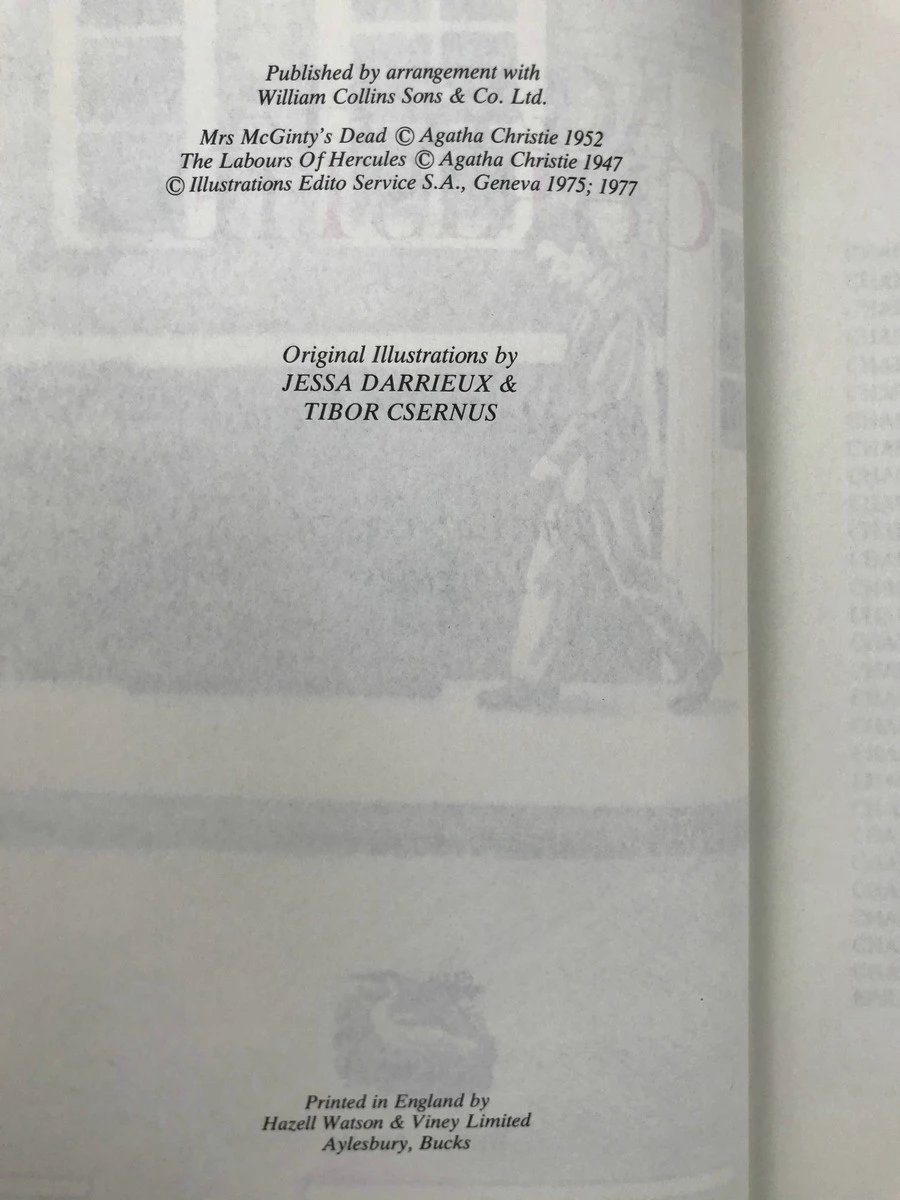 Published by arrangement with
William Collins Sons & Co. Ltd.
Mrs McGinty's Dead © Agatha Christie 1952
The Labours Of Hercules © Agatha Christie 1947
© Illustrations Edito Service S.A., Geneva 1975; 1977
Original Illustrations by
JESSA DARRIEUX &
TIBOR CSERNUS
Printed in England by
Hazell Watson & Viney Limited
Aylesbury, Bucks